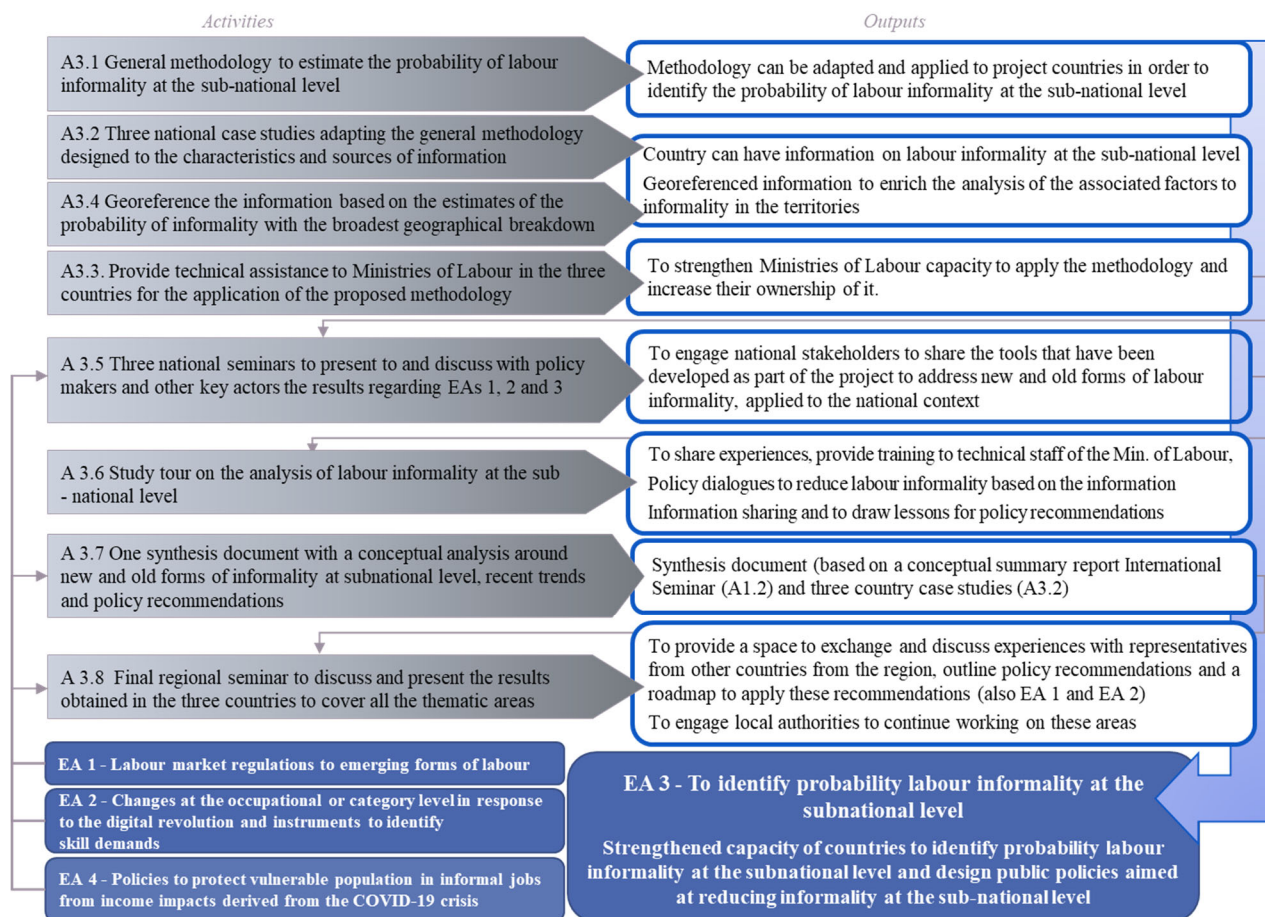 Activities
Outputs
A3.1 General methodology to estimate the probability of labour
informality at the sub-national level
Methodology can be adapted and applied to project countries in order to
identify the probability of labour informality at the sub-national level
A3.2 Three national case studies adapting the general methodology
designed to the characteristics and sources of information
Country can have information on labour informality at the sub-national level
Georeferenced information to enrich the analysis of the associated factors to
informality in the territories
A3.4 Georeference the information based on the estimates of the
probability of informality with the broadest geographical breakdown
A3.3. Provide technical assistance to Ministries of Labour in the three
countries for the application of the proposed methodology
To strengthen Ministries of Labour capacity to apply the methodology and
increase their ownership of it.
A 3.5 Three national seminars to present to and discuss with policy
makers and other key actors the results regarding EAs 1, 2 and 3
To engage national stakeholders to share the tools that have been
developed as part of the project to address new and old forms of labour
informality, applied to the national context
A 3.6 Study tour on the analysis of labour informality at the sub
- national level
To share experiences, provide training to technical staff of the Min. of Labour,
Policy dialogues to reduce labour informality based on the information
Information sharing and to draw lessons for policy recommendations
A 3.7 One synthesis document with a conceptual analysis around
new and old forms of informality at subnational level, recent trends
and policy recommendations
Synthesis document (based on a conceptual summary report International
Seminar (A1.2) and three country case studies (A3.2)
A 3.8 Final regional seminar to discuss and present the results
obtained in the three countries to cover all the thematic areas
To provide a space to exchange and discuss experiences with representatives
from other countries from the region, outline policy recommendations and a
roadmap to apply these recommendations (also EA 1 and EA 2)
To engage local authorities to continue working on these areas
EA 1 - Labour market regulations to emerging forms of labour
EA 2 - Changes at the occupational or category level in response
to the digital revolution and instruments to identify
skill demands
EA 4 - Policies to protect vulnerable population in informal jobs
from income impacts derived from the COVID-19 crisis
EA 3 - To identify probability labour informality at the
subnational level
Strengthened capacity of countries to identify probability labour
informality at the subnational level and design public policies aimed
at reducing informality at the sub-national level